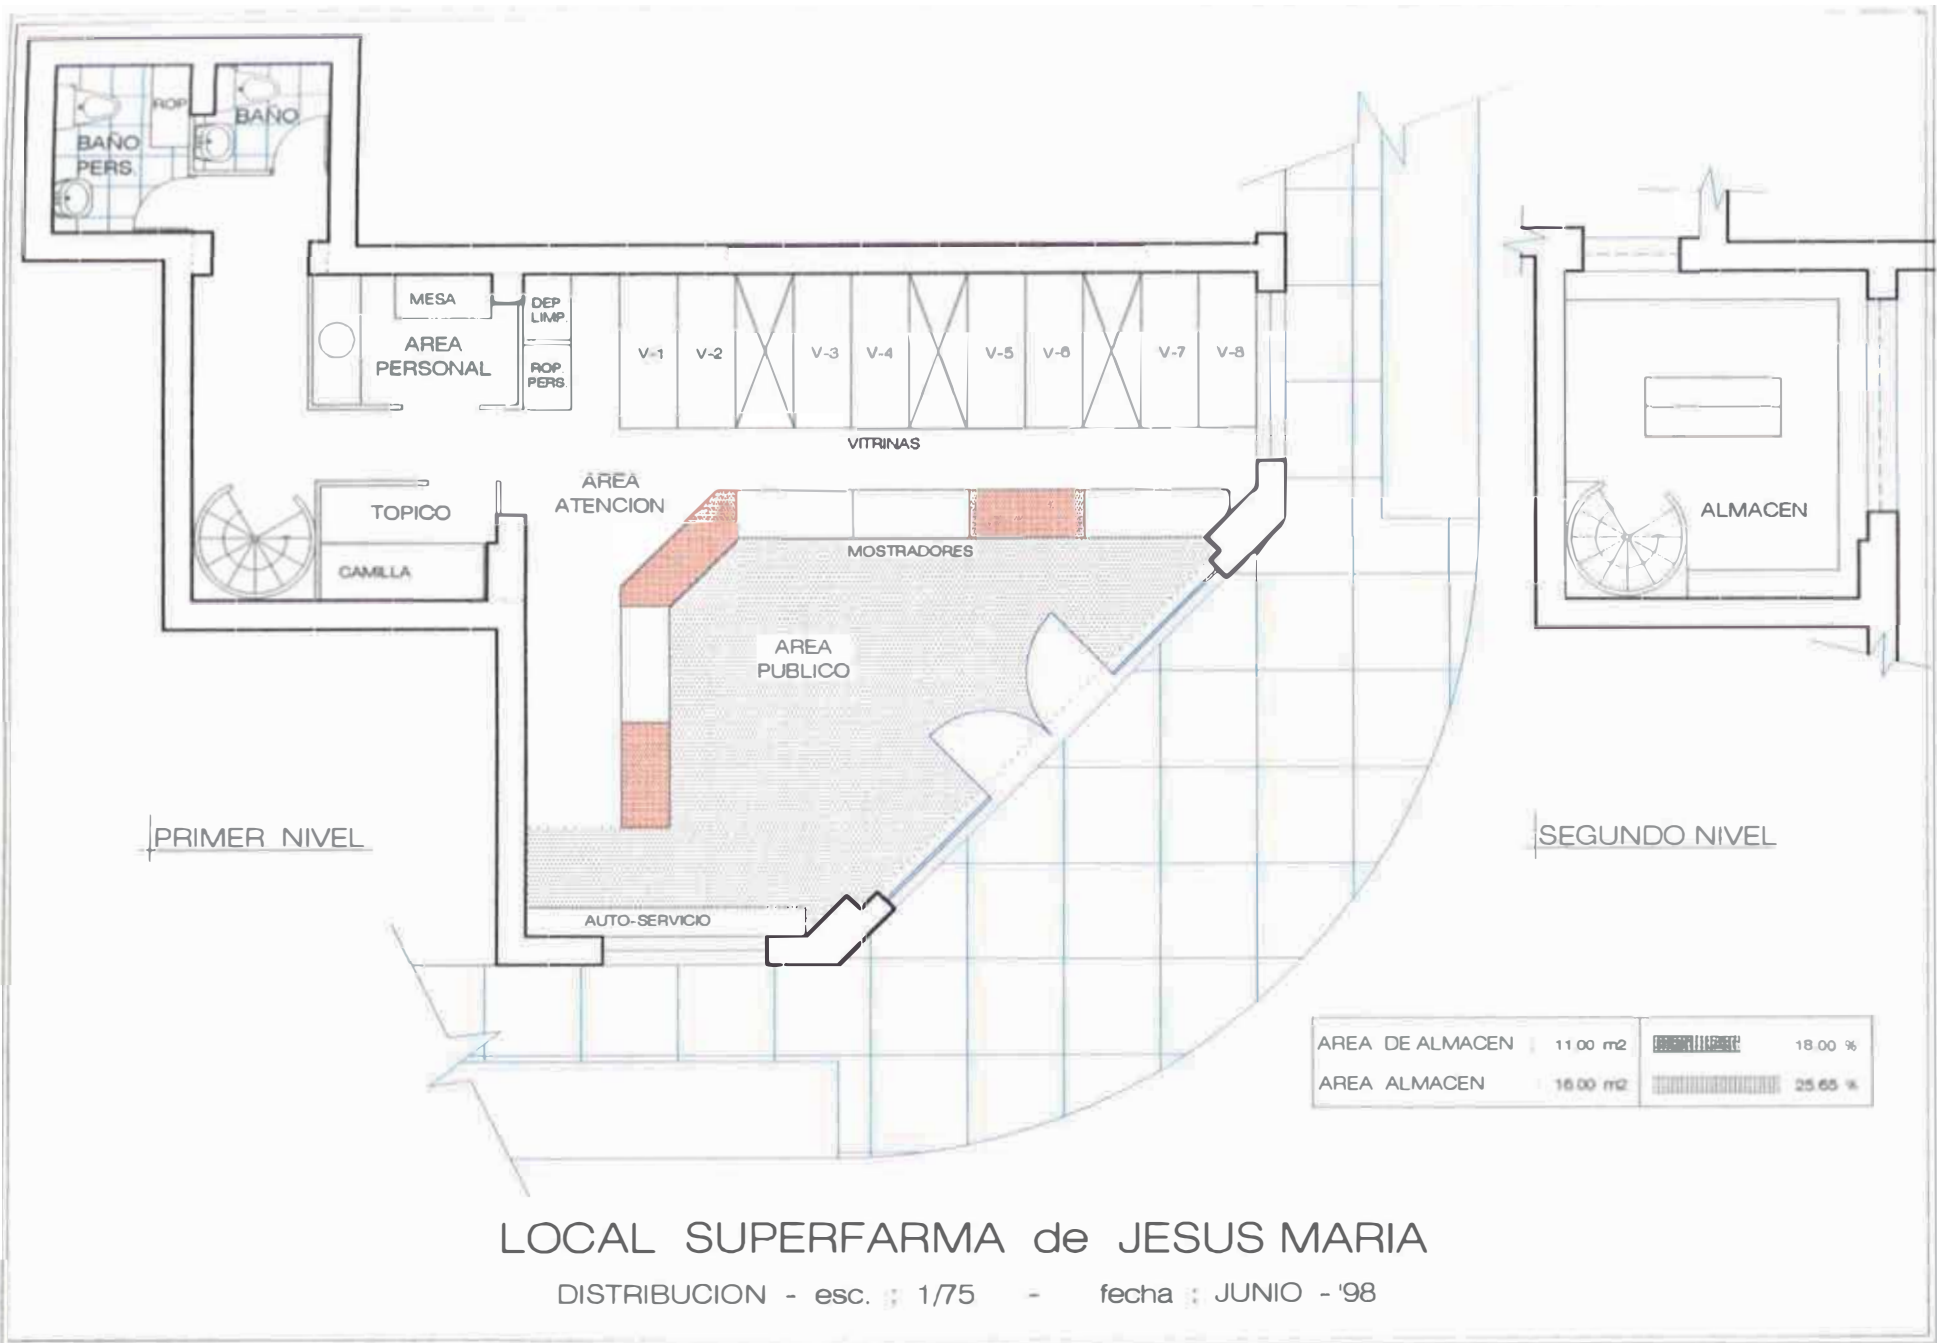 ROP
BAÑO
BAÑO
PERS.
MESA
DEP
LIMP.
AREA
PERSONAL
ROP.
PERS.
V-1
V-2
V-3
V-4
V-5
V-6
V-7
V-8
VITRINAS
AREA
ATENCION
TOPICO
CAMILLA
MOSTRADORES
ALMACEN
AREA
PUBLICO
PRIMER NIVEL
SEGUNDO NIVEL
AUTO-SERVICIO
AREA DE ALMACEN : 11.00 m2 18.00 %
AREA ALMACEN : 16.00 m2 25.65 %
LOCAL SUPERFARMA de JESUS MARIA
DISTRIBUCION - esc. : 1/75 - fecha : JUNIO - '98